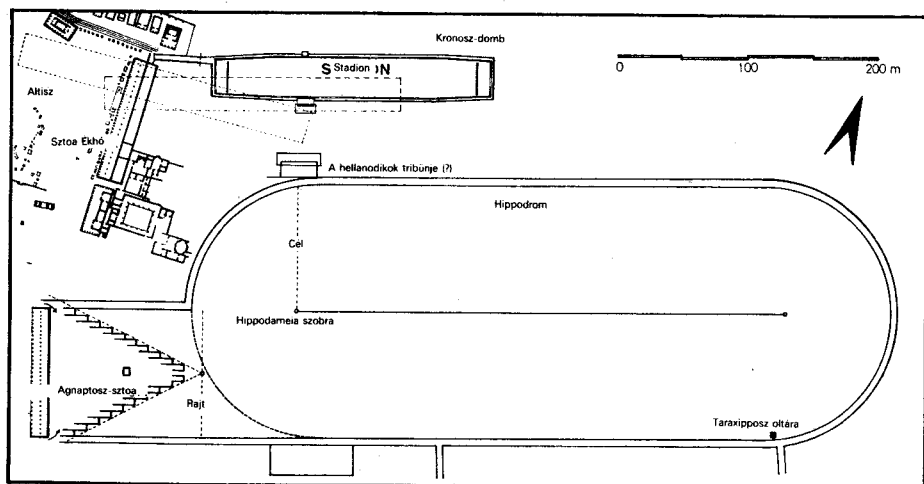 Kronosz-domb
Stadion
0 100 200 m
Altisz
Sztoa Ekhó
A hellanodikok tribünje (?)
Hippodrom
Cél
Hippodameia szobra
Agnaptosz-sztoa
Rajt
Taraxipposz oltára